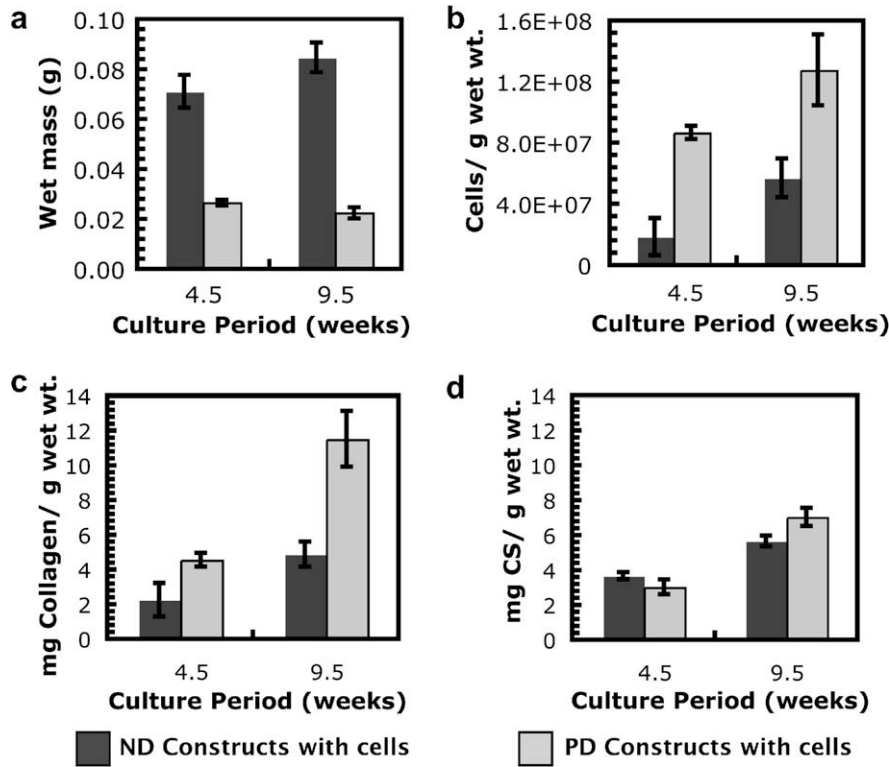 a
Wet mass (g)
0.10
0.08
0.06
0.04
0.02
0.00
4.5 9.5
Culture Period (weeks)
b
Cells/ g wet wt.
1.6E+08
1.2E+08
8.0E+07
4.0E+07
0
4.5 9.5
Culture Period (weeks)
c
mg Collagen/ g wet wt.
14
12
10
8
6
4
2
0
4.5 9.5
Culture Period (weeks)
d
mg CS/ g wet wt.
14
12
10
8
6
4
2
0
4.5 9.5
Culture Period (weeks)
ND Constructs with cells
PD Constructs with cells